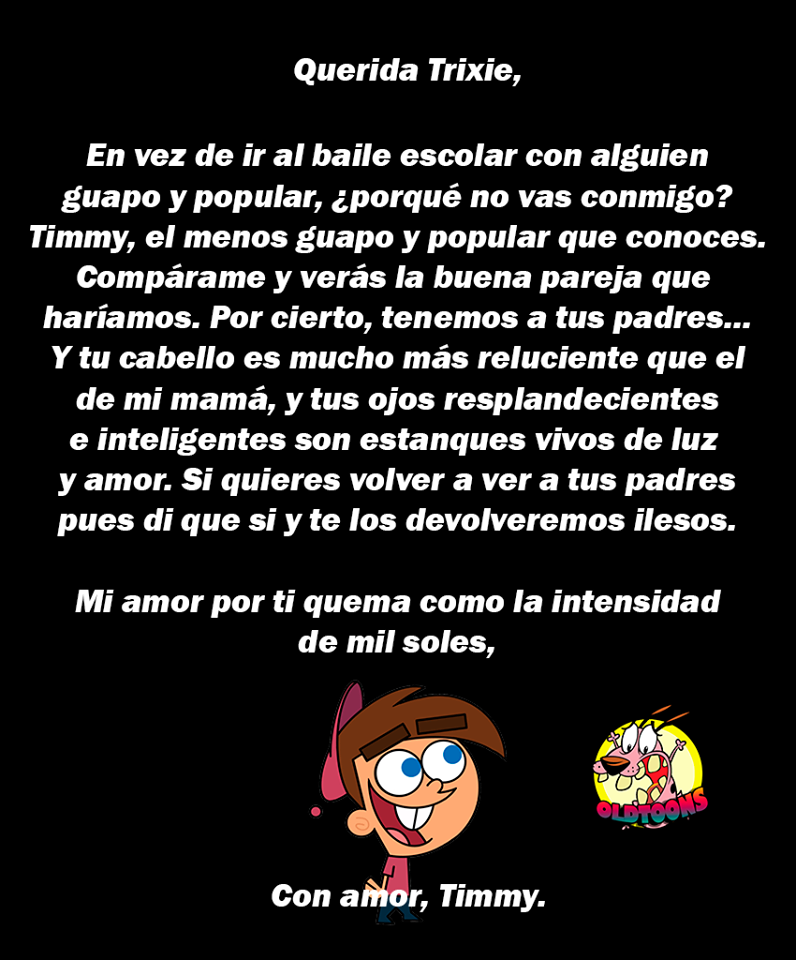 Querida Trixie,
En vez de ir al baile escolar con alguien
guapo y popular, ¿porqué no vas conmigo?
Timmy, el menos guapo y popular que conoces.
Compárame y verás la buena pareja que
haríamos. Por cierto, tenemos a tus padres...
Y tu cabello es mucho más reluciente que el
de mi mamá, y tus ojos resplandecientes
e inteligentes son estanques vivos de luz
y amor. Si quieres volver a ver a tus padres
pues di que si y te los devolveremos ilesos.
Mi amor por ti quema como la intensidad
de mil soles,
OLDTOONS
Con amor, Timmy.